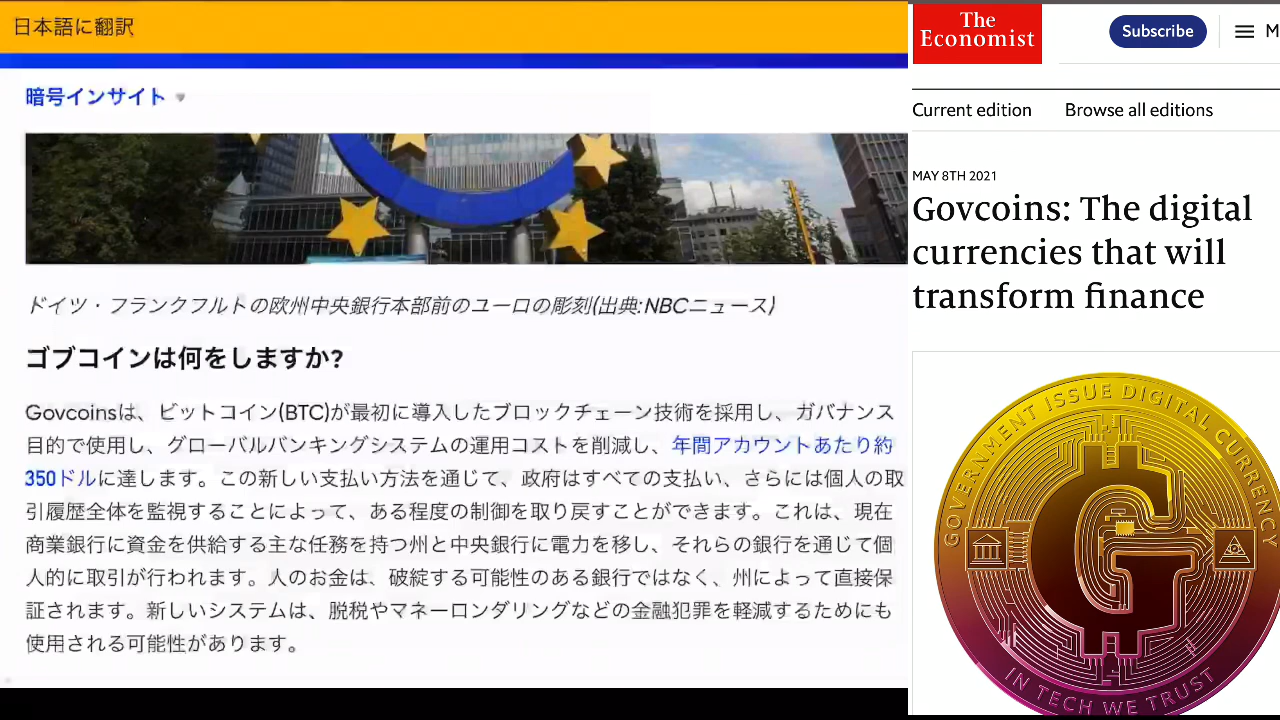 日本語に翻訳
暗号インサイト
ドイツ・フランクフルトの欧州中央銀行本部前のユーロの彫刻(出典:NBCニュース)
ゴブコインは何をしますか?
Govcoinsは、ビットコイン(BTC)が最初に導入したブロックチェーン技術を採用し、ガバナンス
目的で使用し、グローバルバンキングシステムの運用コストを削減し、年間アカウントあたり約
350ドルに達します。この新しい支払い方法を通じて、政府はすべての支払い、さらには個人の取
引履歴全体を監視することによって、ある程度の制御を取り戻すことができます。これは、現在
商業銀行に資金を供給する主な任務を持つ州と中央銀行に電力を移し、それらの銀行を通じて個
人的に取引が行われます。人のお金は、破綻する可能性のある銀行ではなく、州によって直接保
証されます。新しいシステムは、脱税やマネーロンダリングなどの金融犯罪を軽減するためにも
使用される可能性があります。
The
Economist
Subscribe
M
Current edition
Browse all editions
MAY 8TH 2021
Govcoins: The digital
currencies that will
transform finance
GOVERNMENT ISSUE DIGITAL CURRENCY
IN TECH WE TRUST